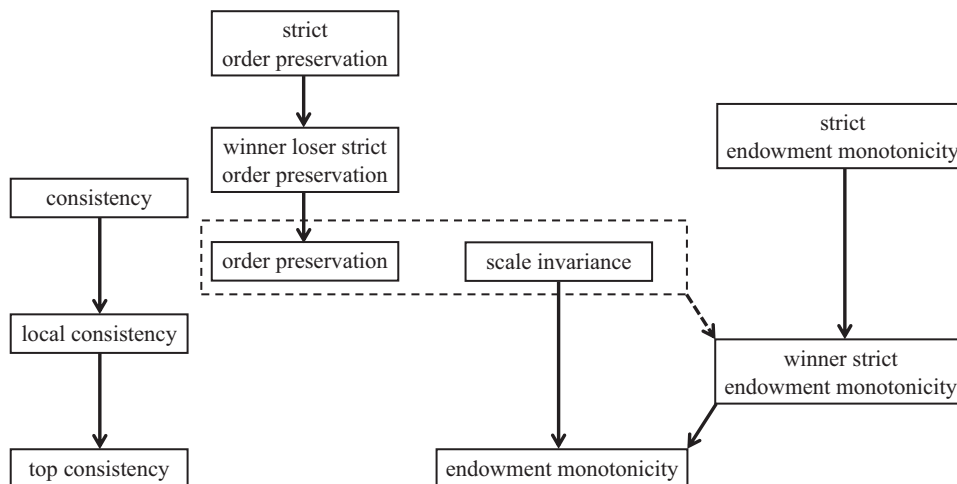 strict
order preservation
strict
endowment monotonicity
winner loser strict
order preservation
consistency
order preservation
scale invariance
local consistency
winner strict
endowment monotonicity
top consistency
endowment monotonicity